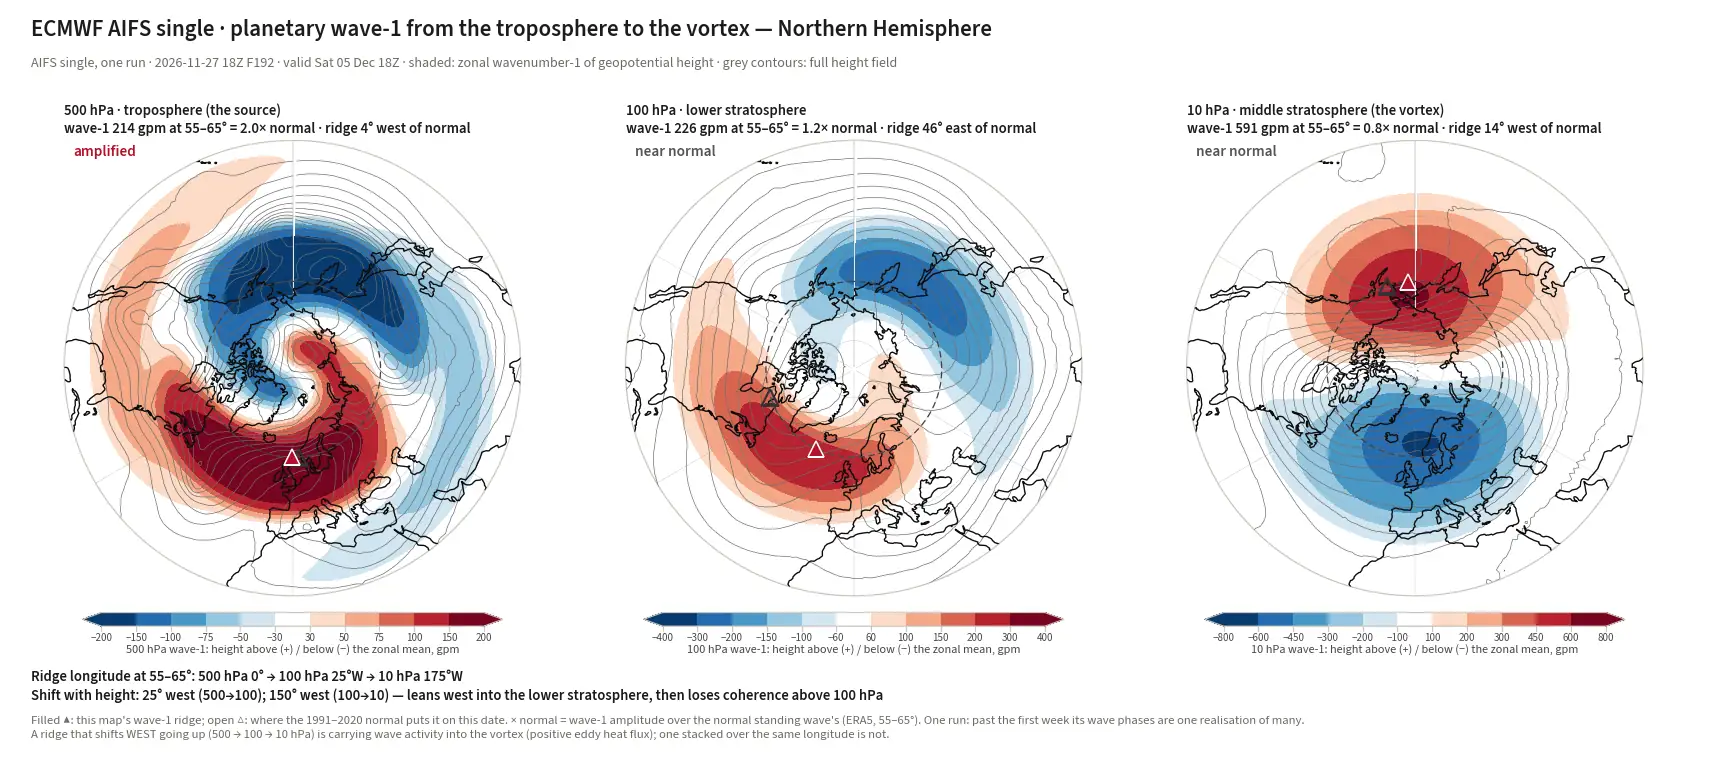 ECMWF AIFS single · planetary wave-1 from the troposphere to the vortex — Northern Hemisphere
AIFS single, one run · 2026-11-27 18Z F192 · valid Sat 05 Dec 18Z · shaded: zonal wavenumber-1 of geopotential height · grey contours: full height field
500 hPa · troposphere (the source)
wave-1 214 gpm at 55–65° = 2.0× normal · ridge 4° west of normal
amplified
100 hPa · lower stratosphere
wave-1 226 gpm at 55–65° = 1.2× normal · ridge 46° east of normal
near normal
10 hPa · middle stratosphere (the vortex)
wave-1 591 gpm at 55–65° = 0.8× normal · ridge 14° west of normal
near normal
−200 −150 −100 −75 −50 −30 30 50 75 100 150 200
500 hPa wave-1: height above (+) / below (−) the zonal mean, gpm
−400 −300 −200 −150 −100 −60 60 100 150 200 300 400
100 hPa wave-1: height above (+) / below (−) the zonal mean, gpm
−800 −600 −450 −300 −200 −100 100 200 300 450 600 800
10 hPa wave-1: height above (+) / below (−) the zonal mean, gpm
Ridge longitude at 55–65°: 500 hPa 0° → 100 hPa 25°W → 10 hPa 175°W
Shift with height: 25° west (500→100); 150° west (100→10) — leans west into the lower stratosphere, then loses coherence above 100 hPa
Filled ▲: this map's wave-1 ridge; open △: where the 1991–2020 normal puts it on this date. × normal = wave-1 amplitude over the normal standing wave's (ERA5, 55–65°). One run: past the first week its wave phases are one realisation of many.
A ridge that shifts WEST going up (500 → 100 → 10 hPa) is carrying wave activity into the vortex (positive eddy heat flux); one stacked over the same longitude is not.